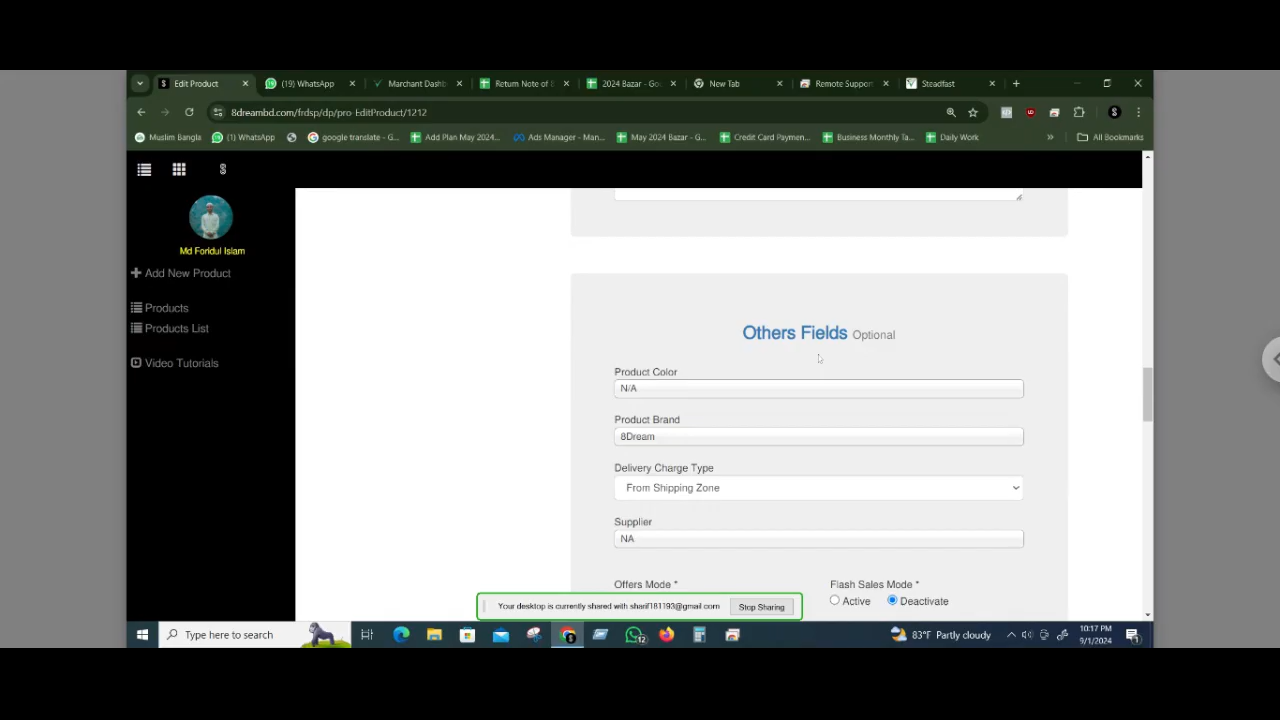 Edit Product
(19) WhatsApp
Marchant Dashb
Return Note of 8
2024 Bazar - Go
New Tab
Remote Support
Steadfast
8dreambd.com/frdsp/dp/pro EditProduct/1212
S
Muslim Bangla
(1) WhatsApp
google translate - G...
Add Plan May 2024...
Ads Manager - Man...
May 2024 Bazar - G...
Credit Card Paymen...
Business Monthly Ta...
Daily Work
»
All Bookmarks
Md Foridul Islam
Add New Product
Products
Products List
Video Tutorials
Others Fields Optional
Product Color
N/A
Product Brand
8Dream
Delivery Charge Type
From Shipping Zone
Supplier
NA
Offers Mode *
Flash Sales Mode *
Active
Deactivate
Your desktop is currently shared with sharif181193@gmail com
Stop Sharing
Type here to search
12
83°F Partly cloudy
10:17 PM
9/1/2024